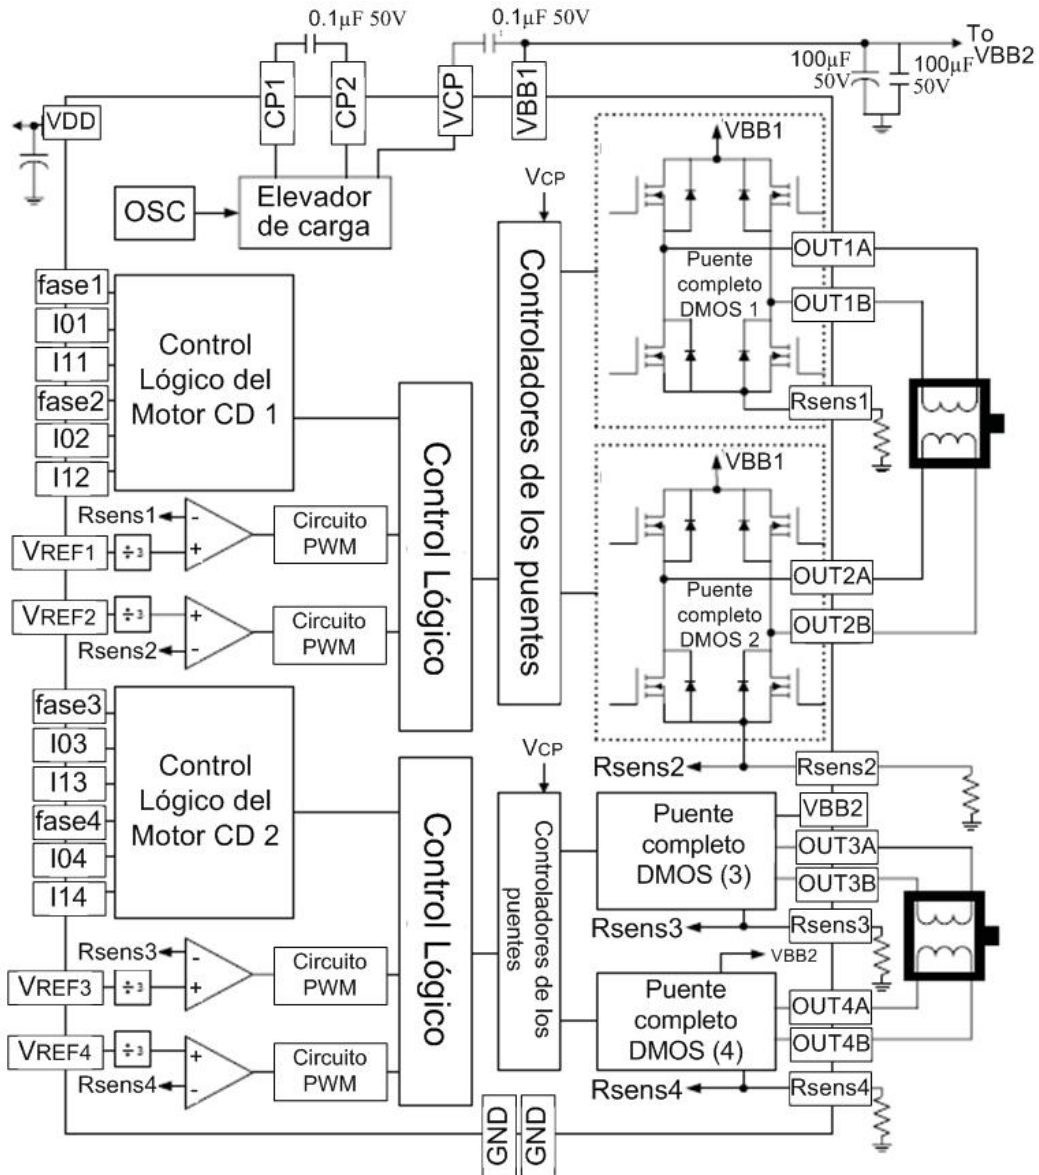 0.1µF 50V
0.1µF 50V
To
VBB2
100µF
50V
100µF
50V
CP1
CP2
VCP
VBB1
VDD
OSC
Elevador
de carga
VCP
VBB1
Puente
completo
DMOS 1
OUT1A
OUT1B
Rsens1
fase1
I01
I11
fase2
I02
I12
Control
Lógico del
Motor CD 1
Control Lógico
Controladores de los puentes
VBB1
Puente
completo
DMOS 2
OUT2A
OUT2B
Rsens1
VREF1
÷3
-
+
Circuito
PWM
VREF2
÷3
Rsens2
+
-
Circuito
PWM
Rsens2
Rsens2
fase3
I03
I13
fase4
I04
I14
Control
Lógico del
Motor CD 2
Control Lógico
VCP
Controladores de los
puentes
Puente
completo
DMOS (3)
VBB2
OUT3A
OUT3B
Rsens3
Rsens3
VBB2
Puente
completo
DMOS (4)
OUT4A
OUT4B
Rsens4
Rsens4
Rsens3
VREF3
÷3
-
+
Circuito
PWM
VREF4
÷3
Rsens4
+
-
Circuito
PWM
GND
GND